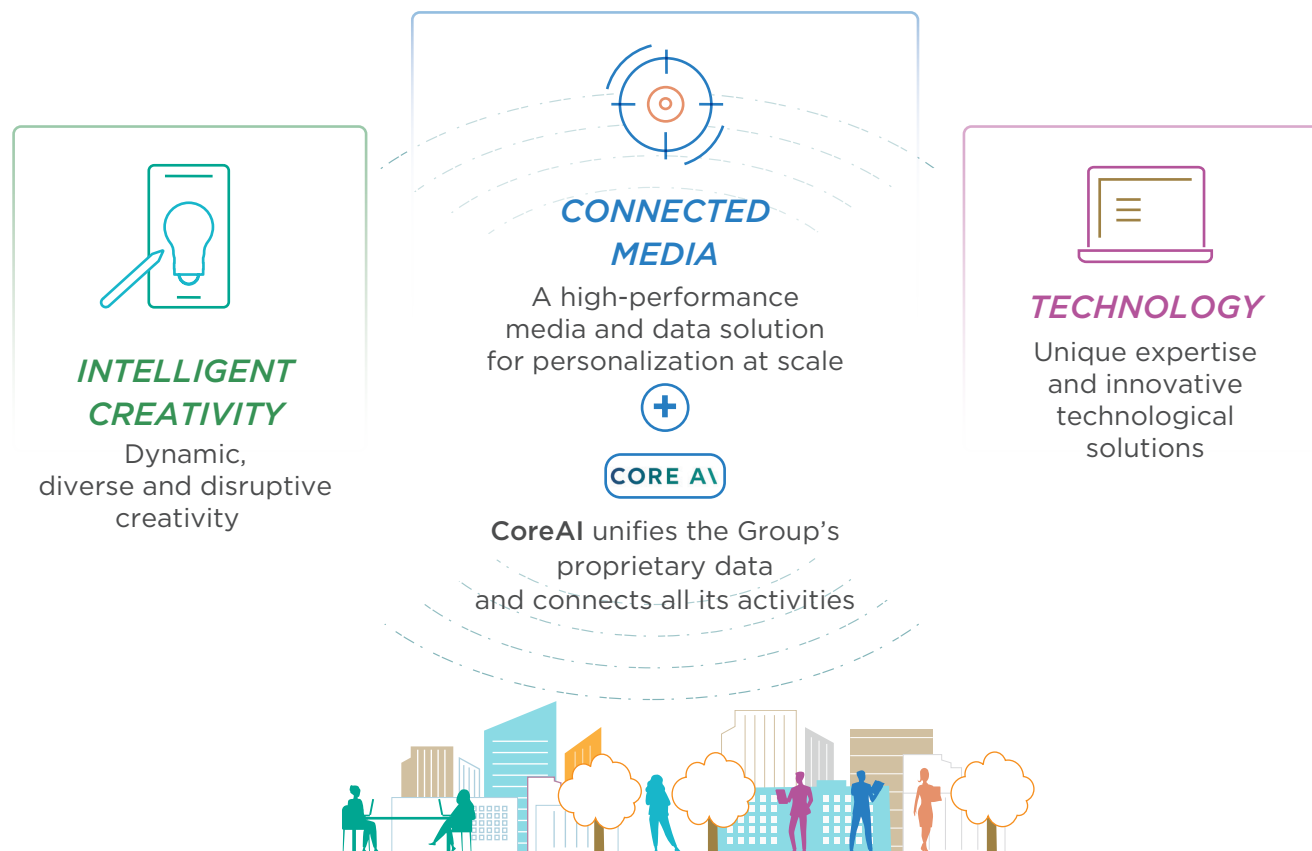 INTELLIGENT
CREATIVITY
Dynamic,
diverse and disruptive
creativity
CONNECTED
MEDIA
A high-performance
media and data solution
for personalization at scale
CORE AI
CoreAI unifies the Group’s
proprietary data
and connects all its activities
TECHNOLOGY
Unique expertise
and innovative
technological
solutions